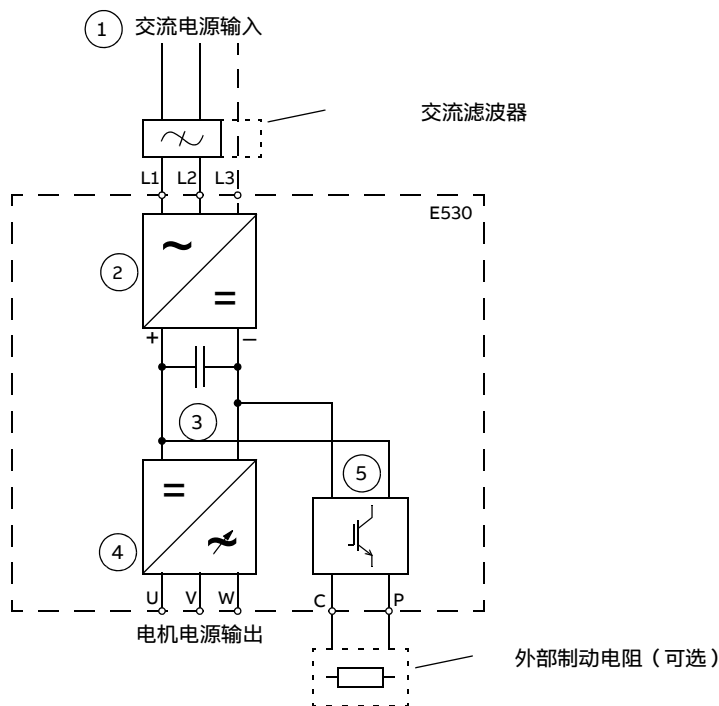 1 交流电源输入
交流滤波器
L1 L2 L3
E530
2
+ −
3
5
4
U V W
C P
电机电源输出
外部制动电阻（可选）